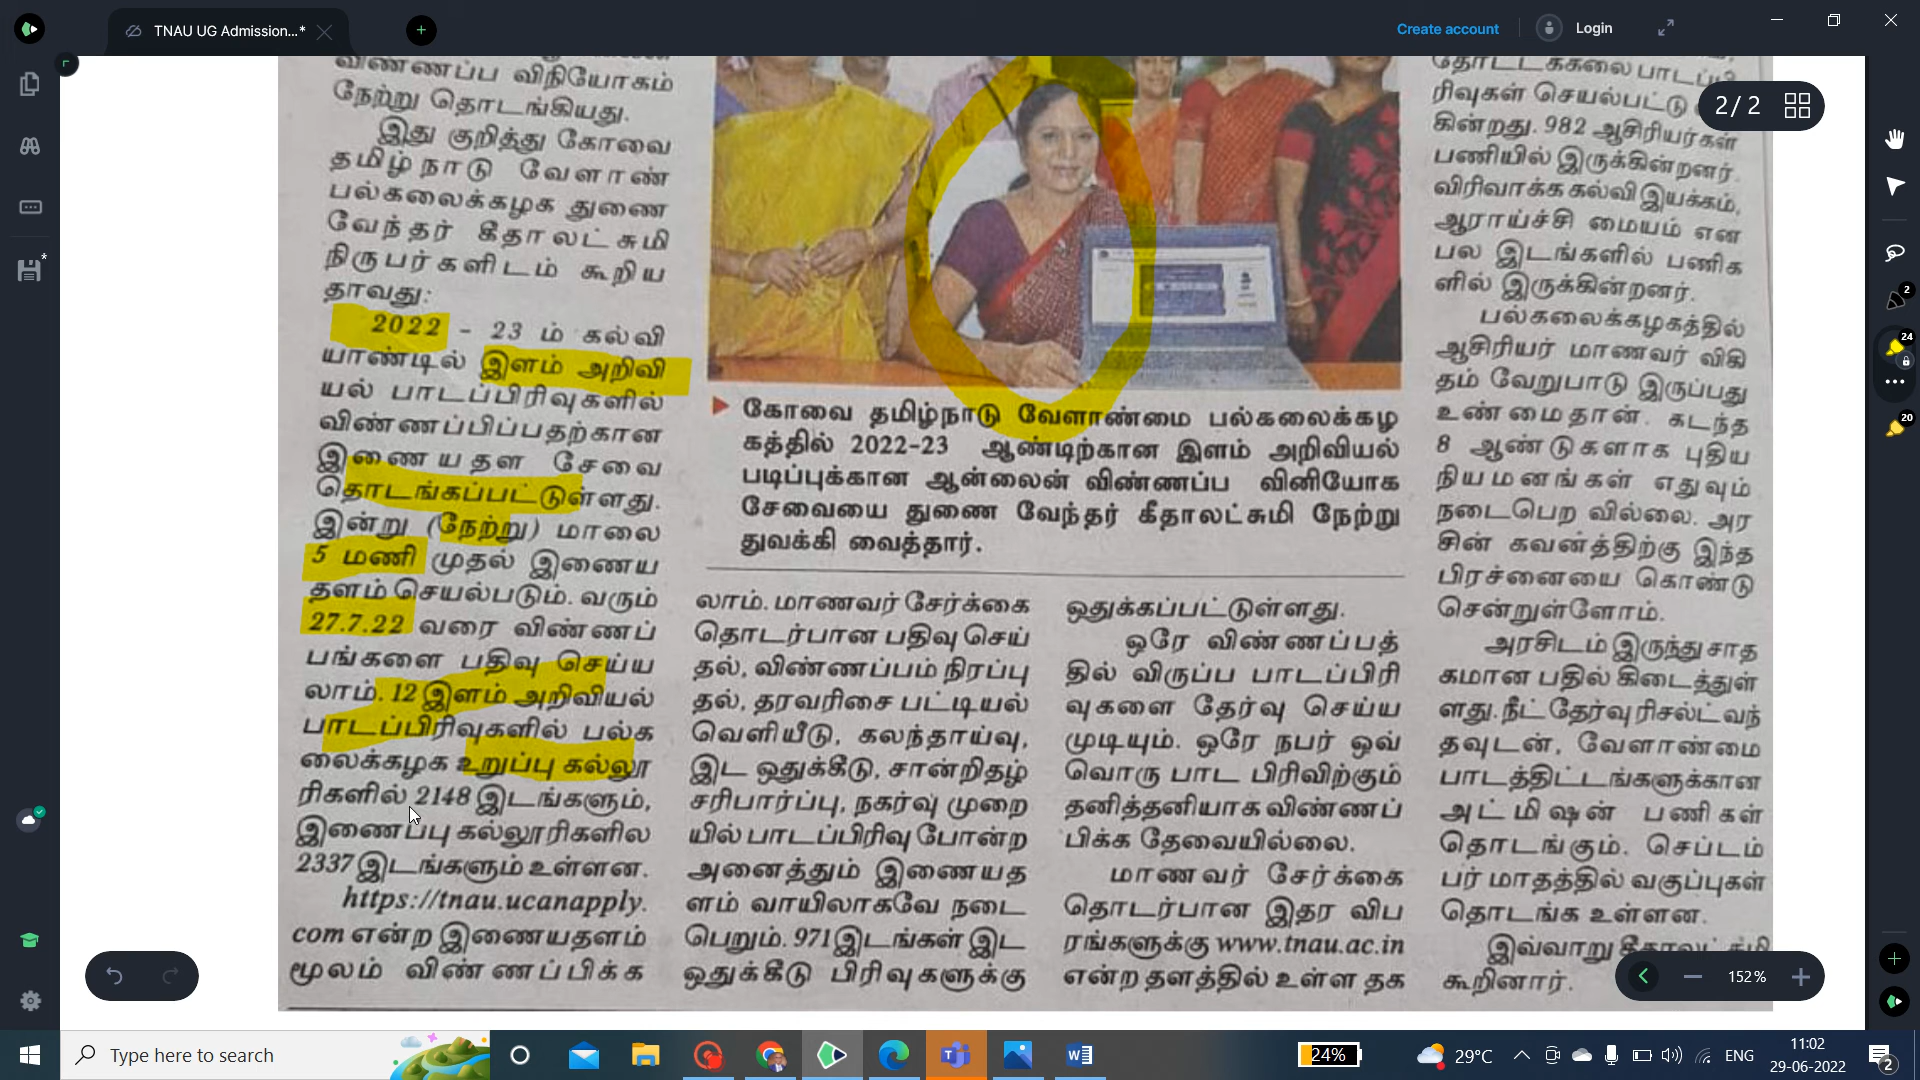 TNAU UG Admission...*
Create account
Login
2 / 2
விண்ணப்ப விநியோகம்
நேற்று தொடங்கியது.
இது குறித்து கோவை
தமிழ்நாடு வேளாண்
பல்கலைக்கழக துணை
வேந்தர் கீதாலட்சுமி
நிருபர்களிடம் கூறிய
தாவது:
2022 - 23 ம் கல்வி
யாண்டில் இளம் அறிவி
யல் பாடப்பிரிவுகளில்
விண்ணப்பிப்பதற்கான
இணையதள சேவை
தொடங்கப்பட்டுள்ளது.
இன்று (நேற்று) மாலை
5 மணி முதல் இணைய
தளம் செயல்படும். வரும்
27.7.22 வரை விண்ணப்
பங்களை பதிவு செய்ய
லாம். 12 இளம் அறிவியல்
பாடப்பிரிவுகளில் பல்க
லைக்கழக உறுப்பு கல்லூ
ரிகளில் 2148 இடங்களும்,
இணைப்பு கல்லூரிகளில
2337 இடங்களும் உள்ளன.
https://tnau.ucanapply.
com என்ற இணையதளம்
மூலம் விண்ணப்பிக்க
கோவை தமிழ்நாடு வேளாண்மை பல்கலைக்கழ
கத்தில் 2022-23 ஆண்டிற்கான இளம் அறிவியல்
படிப்புக்கான ஆன்லைன் விண்ணப்ப வினியோக
சேவையை துணை வேந்தர் கீதாலட்சுமி நேற்று
துவக்கி வைத்தார்.
லாம். மாணவர் சேர்க்கை
தொடர்பான பதிவு செய்
தல், விண்ணப்பம் நிரப்பு
தல், தரவரிசை பட்டியல்
வெளியீடு, கலந்தாய்வு,
இட ஒதுக்கீடு, சான்றிதழ்
சரிபார்ப்பு, நகர்வு முறை
யில் பாடப்பிரிவு போன்ற
அனைத்தும் இணையத
ளம் வாயிலாகவே நடை
பெறும். 971 இடங்கள் இட
ஒதுக்கீடு பிரிவுகளுக்கு
ஒதுக்கப்பட்டுள்ளது.
ஒரே விண்ணப்பத்
தில் விருப்ப பாடப்பிரி
வுகளை தேர்வு செய்ய
முடியும். ஒரே நபர் ஒவ்
வொரு பாட பிரிவிற்கும்
தனித்தனியாக விண்ணப்
பிக்க தேவையில்லை.
மாணவர் சேர்க்கை
தொடர்பான இதர விப
ரங்களுக்கு www.tnau.ac.in
என்ற தளத்தில் உள்ள தக
தோட்டக்கலை பாடப்பி
ரிவுகள் செயல்பட்டு
கின்றது. 982 ஆசிரியர்கள்
பணியில் இருக்கின்றனர்.
விரிவாக்க கல்வி இயக்கம்,
ஆராய்ச்சி மையம் என
பல இடங்களில் பணிக
ளில் இருக்கின்றனர்.
பல்கலைக்கழகத்தில்
ஆசிரியர் மாணவர் விகி
தம் வேறுபாடு இருப்பது
உண்மைதான். கடந்த
8 ஆண்டுகளாக புதிய
நியமனங்கள் எதுவும்
நடைபெற வில்லை. அர
சின் கவனத்திற்கு இந்த
பிரச்னையை கொண்டு
சென்றுள்ளோம்.
அரசிடம் இருந்து சாத
கமான பதில் கிடைத்துள்
ளது. நீட் தேர்வு ரிசல்ட் வந்
தவுடன், வேளாண்மை
பாடத்திட்டங்களுக்கான
அட்மிஷன் பணிகள்
தொடங்கும். செப்டம்
பர் மாதத்தில் வகுப்புகள்
தொடங்க உள்ளன.
இவ்வாறு கீதாலட்சுமி
கூறினார்.
2
24
20
152 %
Type here to search
24%
29°C
ENG
11:02
29-06-2022
2